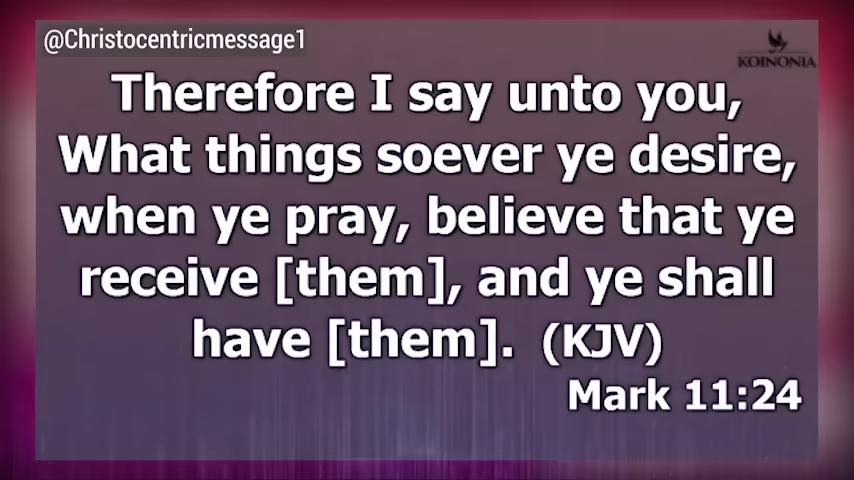 @Christocentricmessage1
KOINONIA
Therefore I say unto you,
What things soever ye desire,
when ye pray, believe that ye
receive [them], and ye shall
have [them]. (KJV)
Mark 11:24